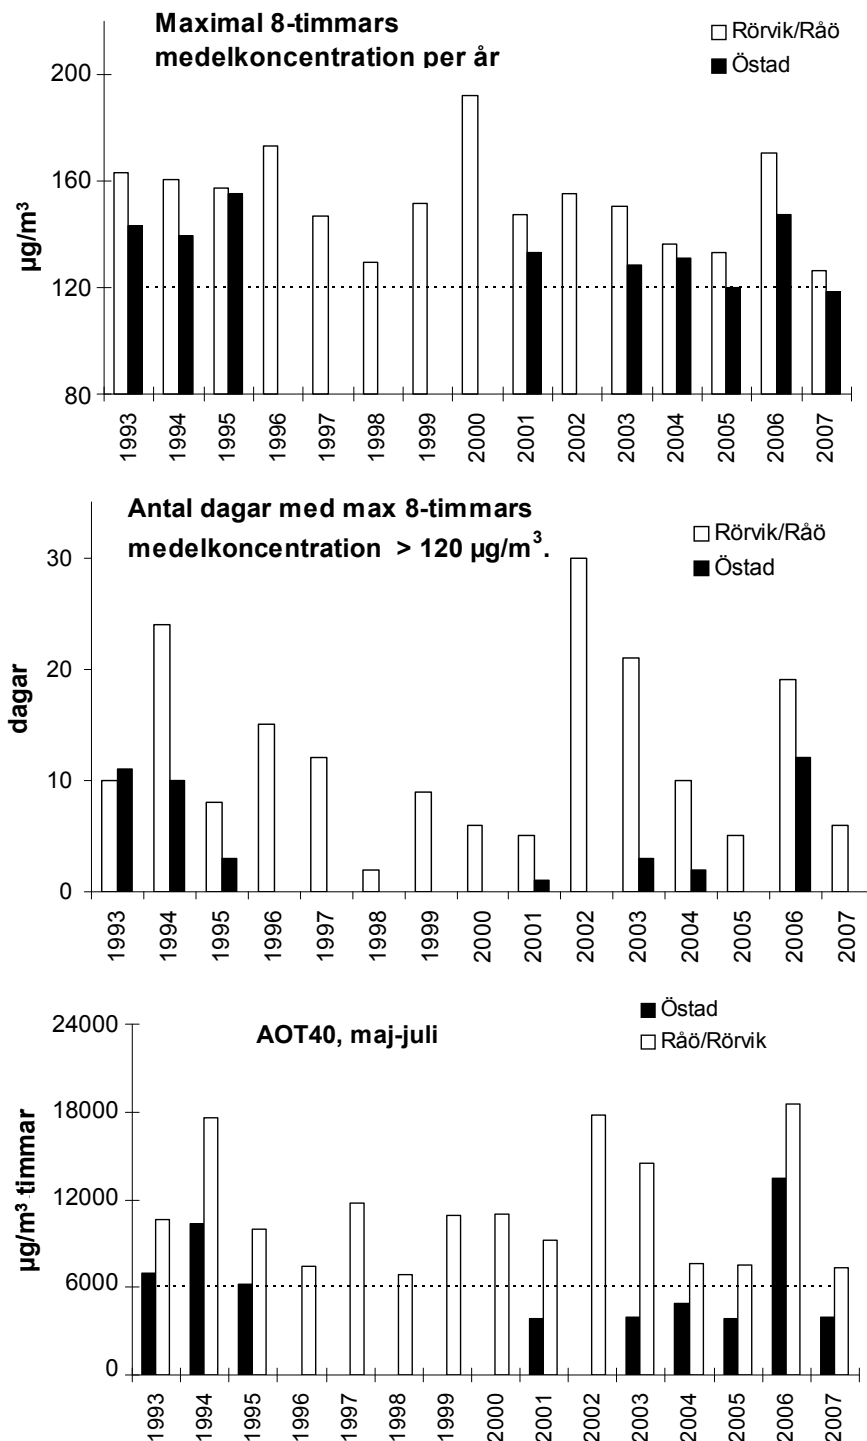 Maximal 8-timmars
medelkoncentration per år
Rörvik/Råö
Östad
200
160
120
80
µg/m³
1993 1994 1995 1996 1997 1998 1999 2000 2001 2002 2003 2004 2005 2006 2007
Antal dagar med max 8-timmars
medelkoncentration > 120 µg/m³.
Rörvik/Råö
Östad
30
20
10
0
dagar
1993 1994 1995 1996 1997 1998 1999 2000 2001 2002 2003 2004 2005 2006 2007
AOT40, maj-juli
Östad
Råö/Rörvik
24000
18000
12000
6000
0
µg/m³·timmar
1993 1994 1995 1996 1997 1998 1999 2000 2001 2002 2003 2004 2005 2006 2007